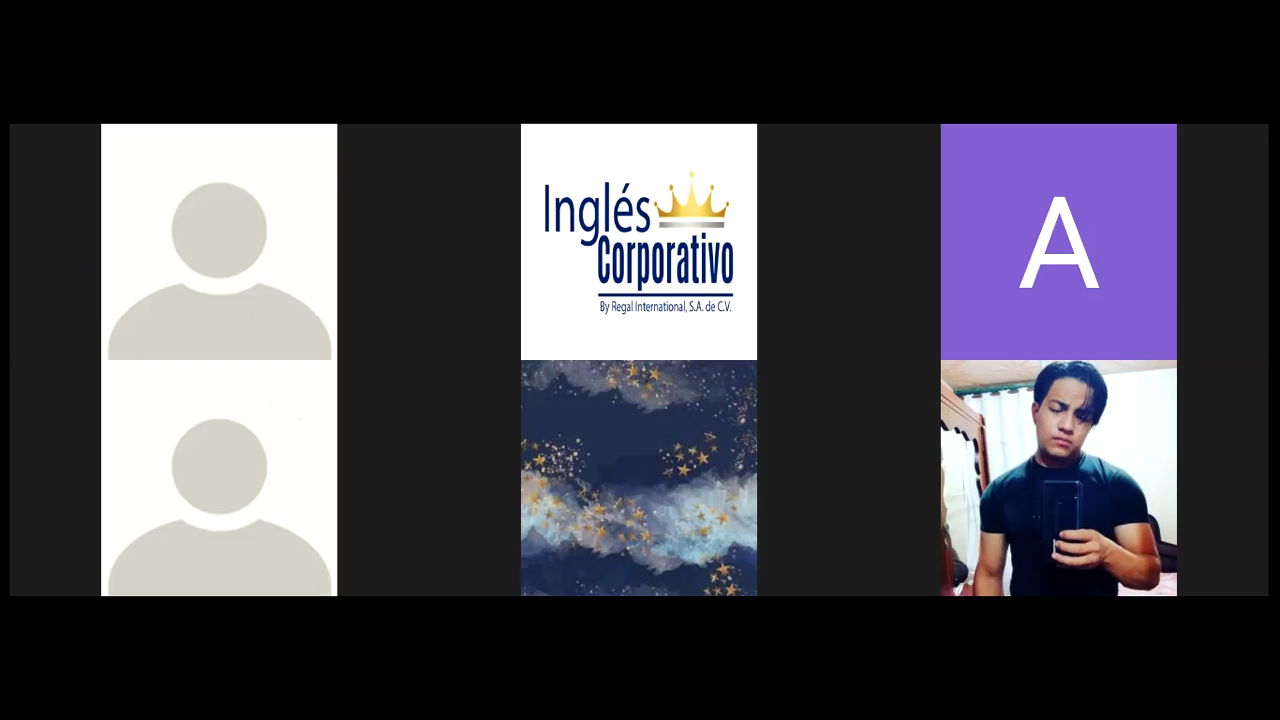 Inglés
Corporativo
By Regal International, S.A. de C.V.
A